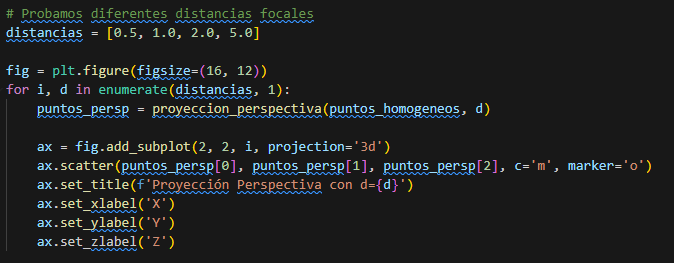 # Probamos diferentes distancias focales
distancias = [0.5, 1.0, 2.0, 5.0]

fig = plt.figure(figsize=(16, 12))
for i, d in enumerate(distancias, 1):
    puntos_persp = proyeccion_perspectiva(puntos_homogeneos, d)

    ax = fig.add_subplot(2, 2, i, projection='3d')
    ax.scatter(puntos_persp[0], puntos_persp[1], puntos_persp[2], c='m', marker='o')
    ax.set_title(f'Proyección Perspectiva con d={d}')
    ax.set_xlabel('X')
    ax.set_ylabel('Y')
    ax.set_zlabel('Z')